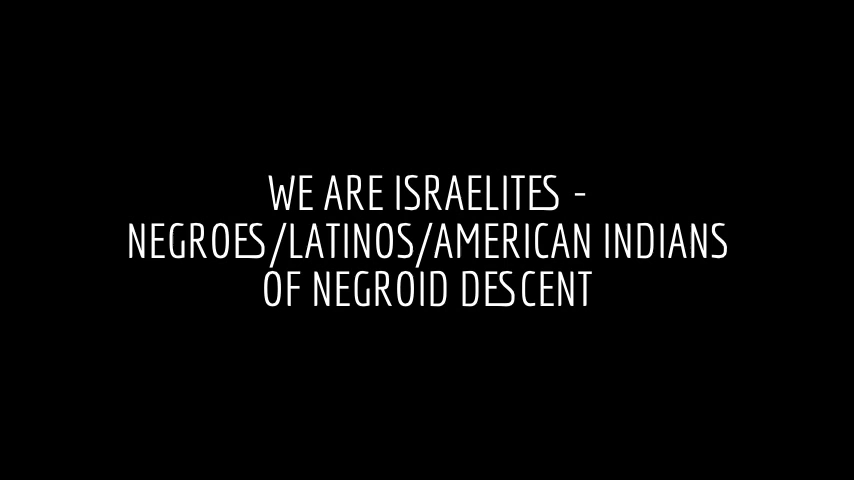 WE ARE ISRAELITES -
NEGROES/LATINOS/AMERICAN INDIANS
OF NEGROID DESCENT